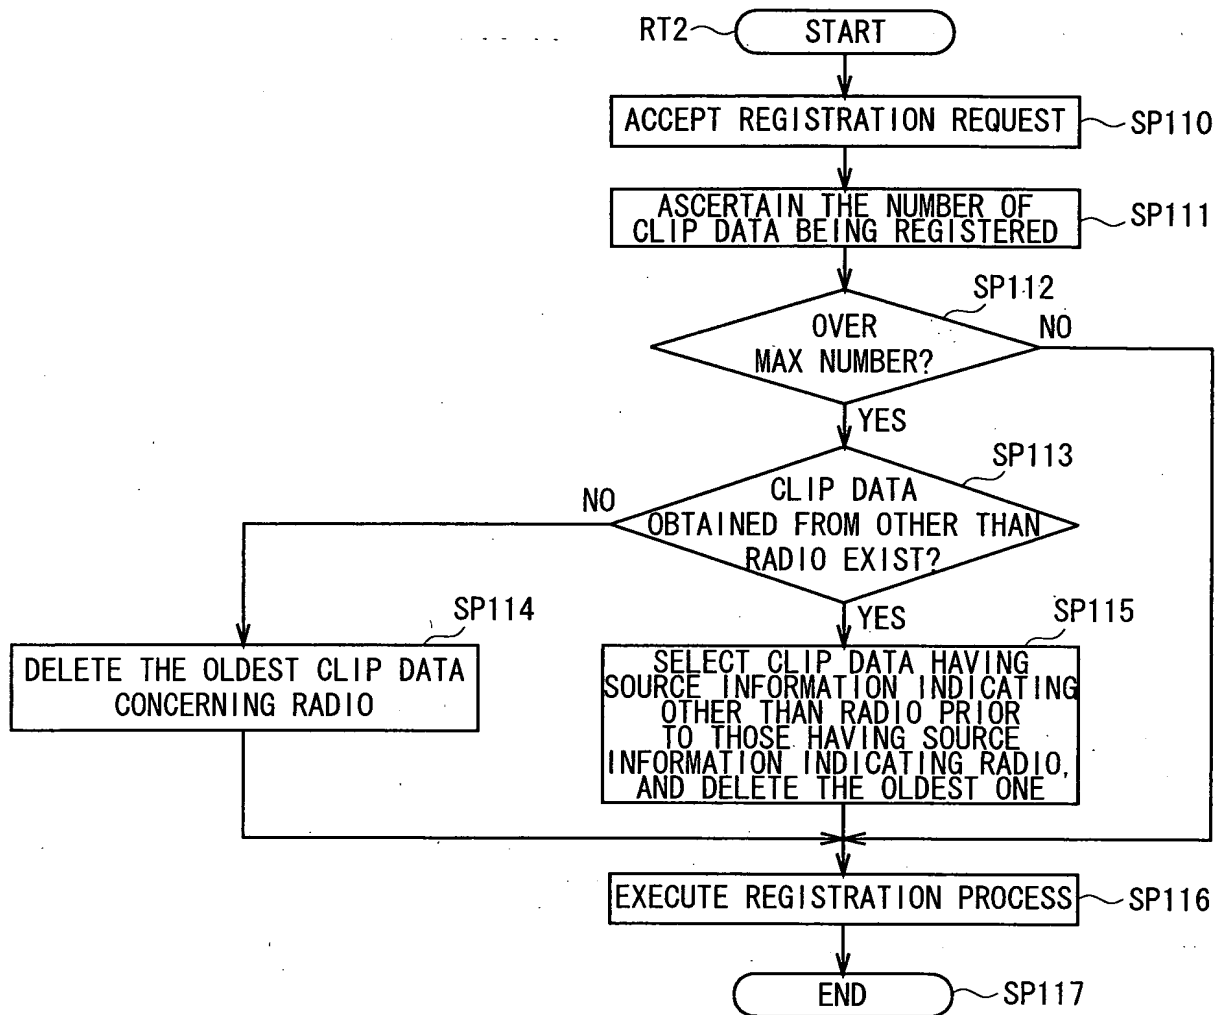 RT2
START
ACCEPT REGISTRATION REQUEST
SP110
ASCERTAIN THE NUMBER OF
CLIP DATA BEING REGISTERED
SP111
SP112
OVER
MAX NUMBER?
NO
YES
SP113
NO
CLIP DATA
OBTAINED FROM OTHER THAN
RADIO EXIST?
YES
SP114
DELETE THE OLDEST CLIP DATA
CONCERNING RADIO
SP115
SELECT CLIP DATA HAVING
SOURCE INFORMATION INDICATING
OTHER THAN RADIO PRIOR
TO THOSE HAVING SOURCE
INFORMATION INDICATING RADIO,
AND DELETE THE OLDEST ONE
EXECUTE REGISTRATION PROCESS
SP116
END
SP117